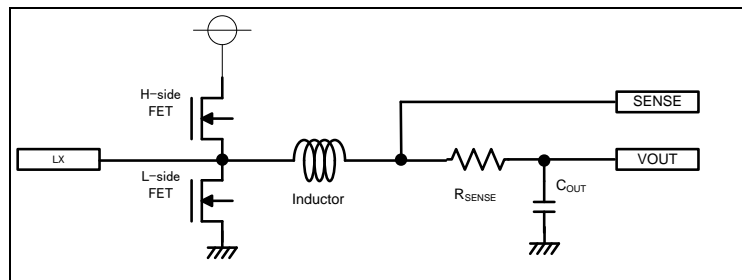 H-side
FET
SENSE
LX
VOUT
L-side
FET
Inductor
RSENSE
COUT